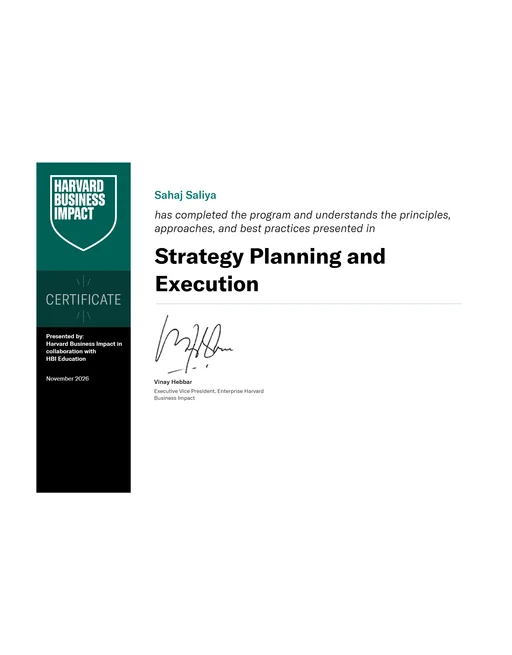 HARVARD
BUSINESS
IMPACT
CERTIFICATE
Presented by:
Harvard Business Impact in
collaboration with
HBI Education
November 2026
Sahaj Saliya
has completed the program and understands the principles,
approaches, and best practices presented in
Strategy Planning and
Execution
Vinay Hebbar
Executive Vice President, Enterprise Harvard
Business Impact